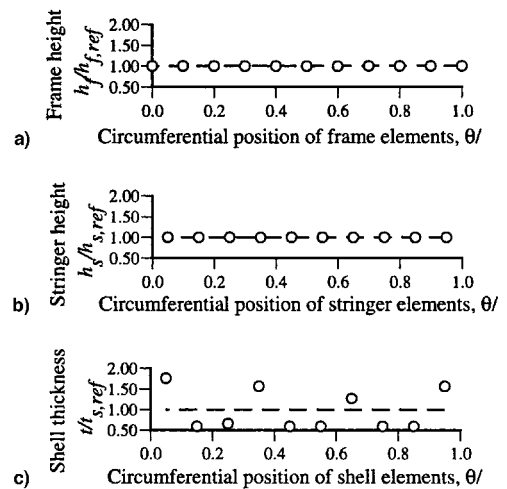 Frame height
h_f/h_f,ref
2.00
1.50
1.00
0.50
0.0 0.2 0.4 0.6 0.8 1.0
a) Circumferential position of frame elements, θ/
Stringer height
h_s/h_s,ref
2.00
1.50
1.00
0.50
0.0 0.2 0.4 0.6 0.8 1.0
b) Circumferential position of stringer elements, θ/
Shell thickness
t/t_s,ref
2.00
1.50
1.00
0.50
0.0 0.2 0.4 0.6 0.8 1.0
c) Circumferential position of shell elements, θ/